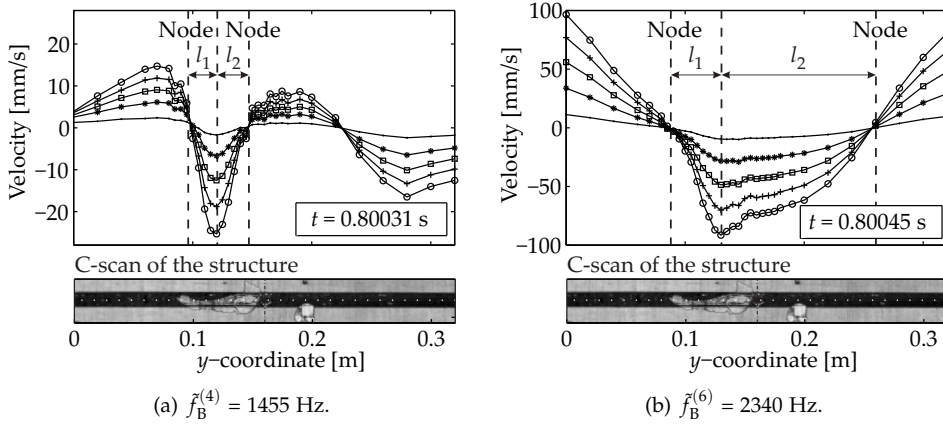 Node Node
l₁ l₂
Velocity [mm/s]
20
10
0
−10
−20
t = 0.80031 s
C-scan of the structure
0 0.1 0.2 0.3
y−coordinate [m]
(a) f̃_B^(4) = 1455 Hz.
100
50
0
−50
−100
Velocity [mm/s]
Node Node
l₁ l₂
t = 0.80045 s
C-scan of the structure
0 0.1 0.2 0.3
y−coordinate [m]
(b) f̃_B^(6) = 2340 Hz.